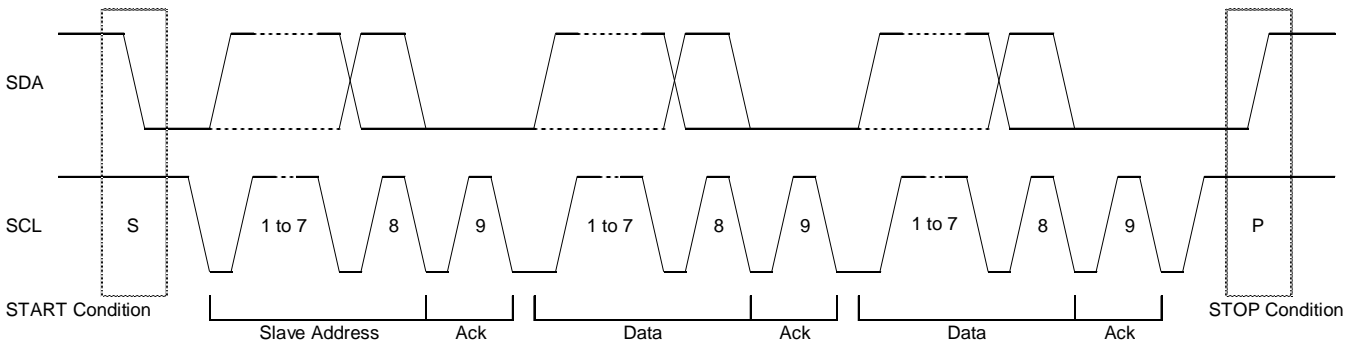 SDA
SCL
S
1 to 7
8
9
1 to 7
8
9
1 to 7
8
9
P
START Condition
STOP Condition
Slave Address
Ack
Data
Ack
Data
Ack